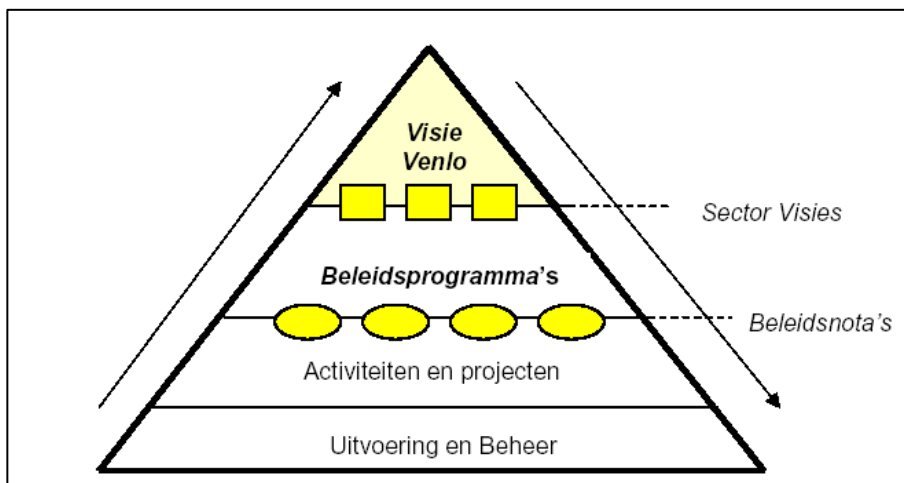 Visie
Venlo
Sector Visies
Beleidsprogramma's
Beleidsnota's
Activiteiten en projecten
Uitvoering en Beheer